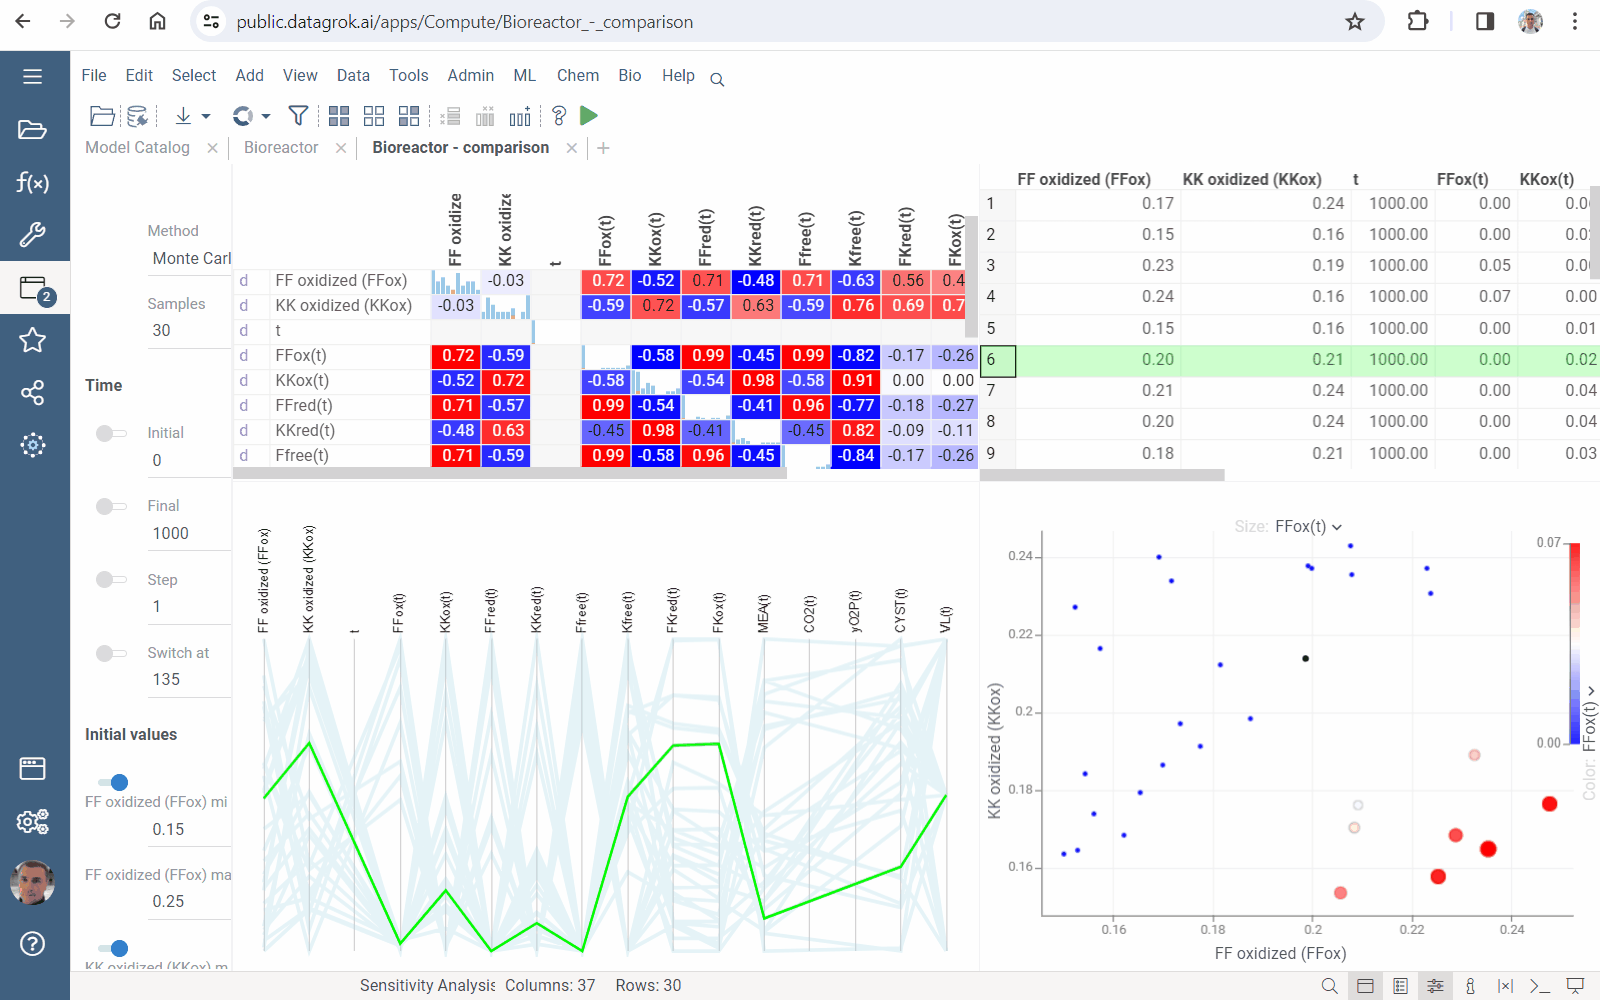 public.datagrok.ai/apps/Compute/Bioreactor_-_comparison
File Edit Select Add View Data Tools Admin ML Chem Bio Help
Model Catalog Bioreactor Bioreactor - comparison
2
Method
Monte Carl
Samples
30
Time
Initial
0
Final
1000
Step
1
Switch at
135
Initial values
FF oxidized (FFox) mi
0.15
FF oxidized (FFox) ma
0.25
KK oxidized (KKox) m
FF oxidize KK oxidize t FFox(t) KKox(t) FFred(t) KKred(t) Ffree(t) Kfree(t) FKred(t) FKox(t)
d FF oxidized (FFox) -0.03 0.72 -0.52 0.71 -0.48 0.71 -0.63 0.56 0.4
d KK oxidized (KKox) -0.03 -0.59 0.72 -0.57 0.63 -0.59 0.76 0.69 0.7
d t
d FFox(t) 0.72 -0.59 -0.58 0.99 -0.45 0.99 -0.82 -0.17 -0.26
d KKox(t) -0.52 0.72 -0.58 -0.54 0.98 -0.58 0.91 0.00 0.00
d FFred(t) 0.71 -0.57 0.99 -0.54 -0.41 0.96 -0.77 -0.18 -0.27
d KKred(t) -0.48 0.63 -0.45 0.98 -0.41 -0.45 0.82 -0.09 -0.11
d Ffree(t) 0.71 -0.59 0.99 -0.58 0.96 -0.45 -0.84 -0.17 -0.26
FF oxidized (FFox) KK oxidized (KKox) t FFox(t) KKox(t)
1 0.17 0.24 1000.00 0.00 0.0
2 0.15 0.16 1000.00 0.00 0.0
3 0.23 0.19 1000.00 0.05 0.0
4 0.24 0.16 1000.00 0.07 0.00
5 0.15 0.16 1000.00 0.00 0.01
6 0.20 0.21 1000.00 0.00 0.02
7 0.21 0.24 1000.00 0.00 0.04
8 0.20 0.24 1000.00 0.00 0.04
9 0.18 0.21 1000.00 0.00 0.03
FF oxidized (FFox) KK oxidized (KKox) t FFox(t) KKox(t) FFred(t) KKred(t) Ffree(t) Kfree(t) FKred(t) FKox(t) MEA(t) CO2(t) yO2P(t) CYST(t) VL(t)
Size: FFox(t)
0.24
0.22
0.2
0.18
0.16
KK oxidized (KKox)
0.16 0.18 0.2 0.22 0.24
FF oxidized (FFox)
0.07
0.00
Color: FFox(t)
Sensitivity Analysis Columns: 37 Rows: 30